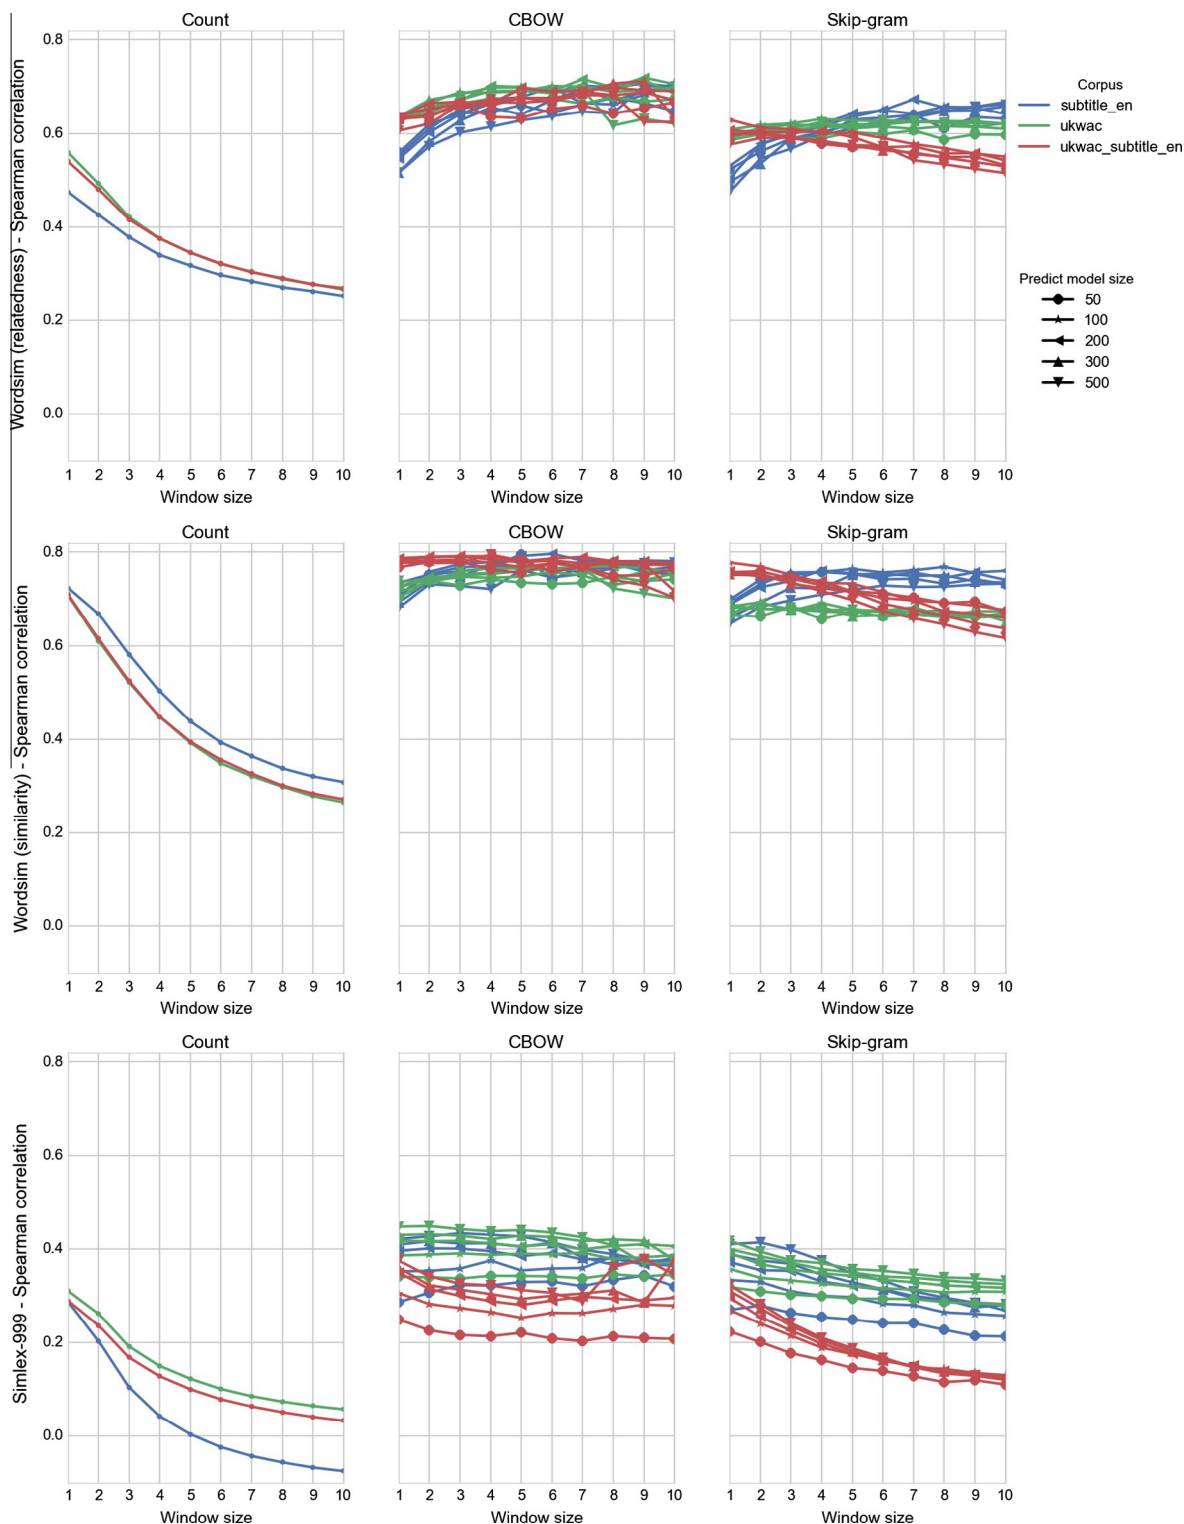 Count CBOW Skip-gram
Wordsim (relatedness) - Spearman correlation
0.8
0.6
0.4
0.2
0.0
1 2 3 4 5 6 7 8 9 10
1 2 3 4 5 6 7 8 9 10
1 2 3 4 5 6 7 8 9 10
Window size Window size Window size
Corpus
subtitle_en
ukwac
ukwac_subtitle_en
Predict model size
50
100
200
300
500
Count CBOW Skip-gram
Wordsim (similarity) - Spearman correlation
0.8
0.6
0.4
0.2
0.0
1 2 3 4 5 6 7 8 9 10
1 2 3 4 5 6 7 8 9 10
1 2 3 4 5 6 7 8 9 10
Window size Window size Window size
Count CBOW Skip-gram
Simlex-999 - Spearman correlation
0.8
0.6
0.4
0.2
0.0
1 2 3 4 5 6 7 8 9 10
1 2 3 4 5 6 7 8 9 10
1 2 3 4 5 6 7 8 9 10
Window size Window size Window size